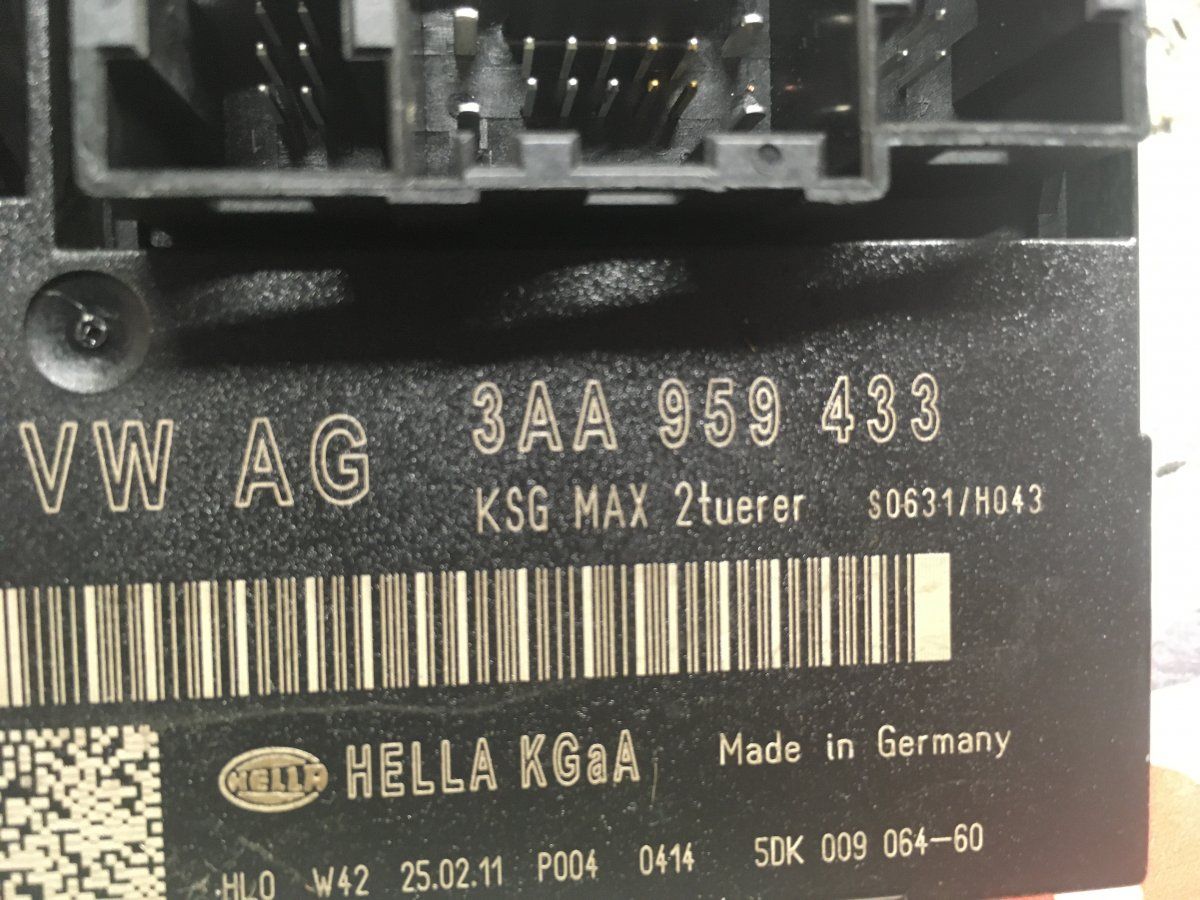 VW AG 3AA 959 433
KSG MAX 2tuerer S0631/H043
HELLA HELLA KGaA Made in Germany
HLO W42 25.02.11 P004 0414 5DK 009 064-60